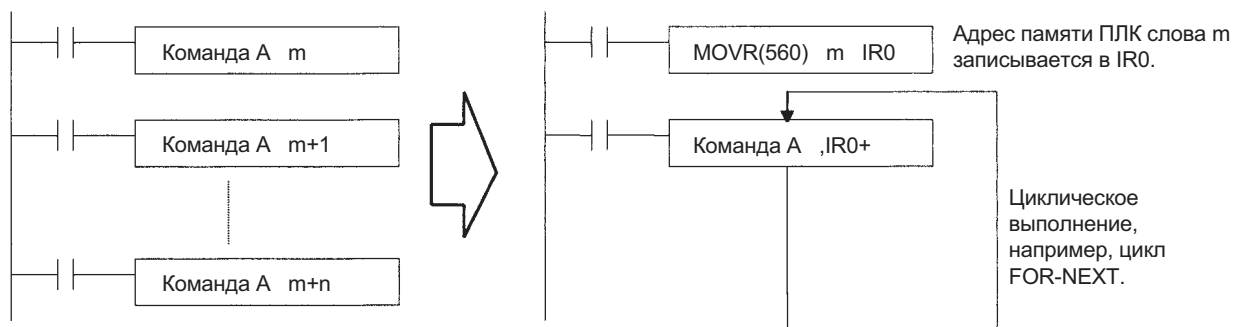 Команда А m
Команда А m+1
Команда А m+n
MOVR(560) m IR0
Адрес памяти ПЛК слова m
записывается в IR0.
Команда А ,IR0+
Циклическое
выполнение,
например, цикл
FOR-NEXT.